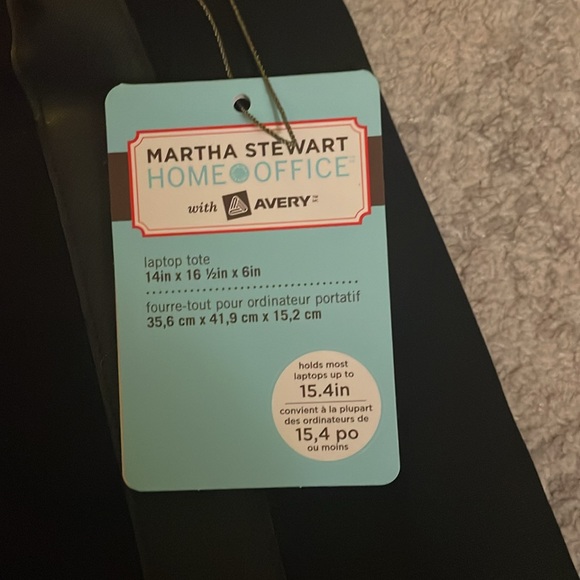 MARTHA STEWART
HOME OFFICE™
with AVERY™
laptop tote
14in x 16 ½in x 6in
fourre-tout pour ordinateur portatif
35,6 cm x 41,9 cm x 15,2 cm
holds most
laptops up to
15.4in
convient à la plupart
des ordinateurs de
15,4 po
ou moins